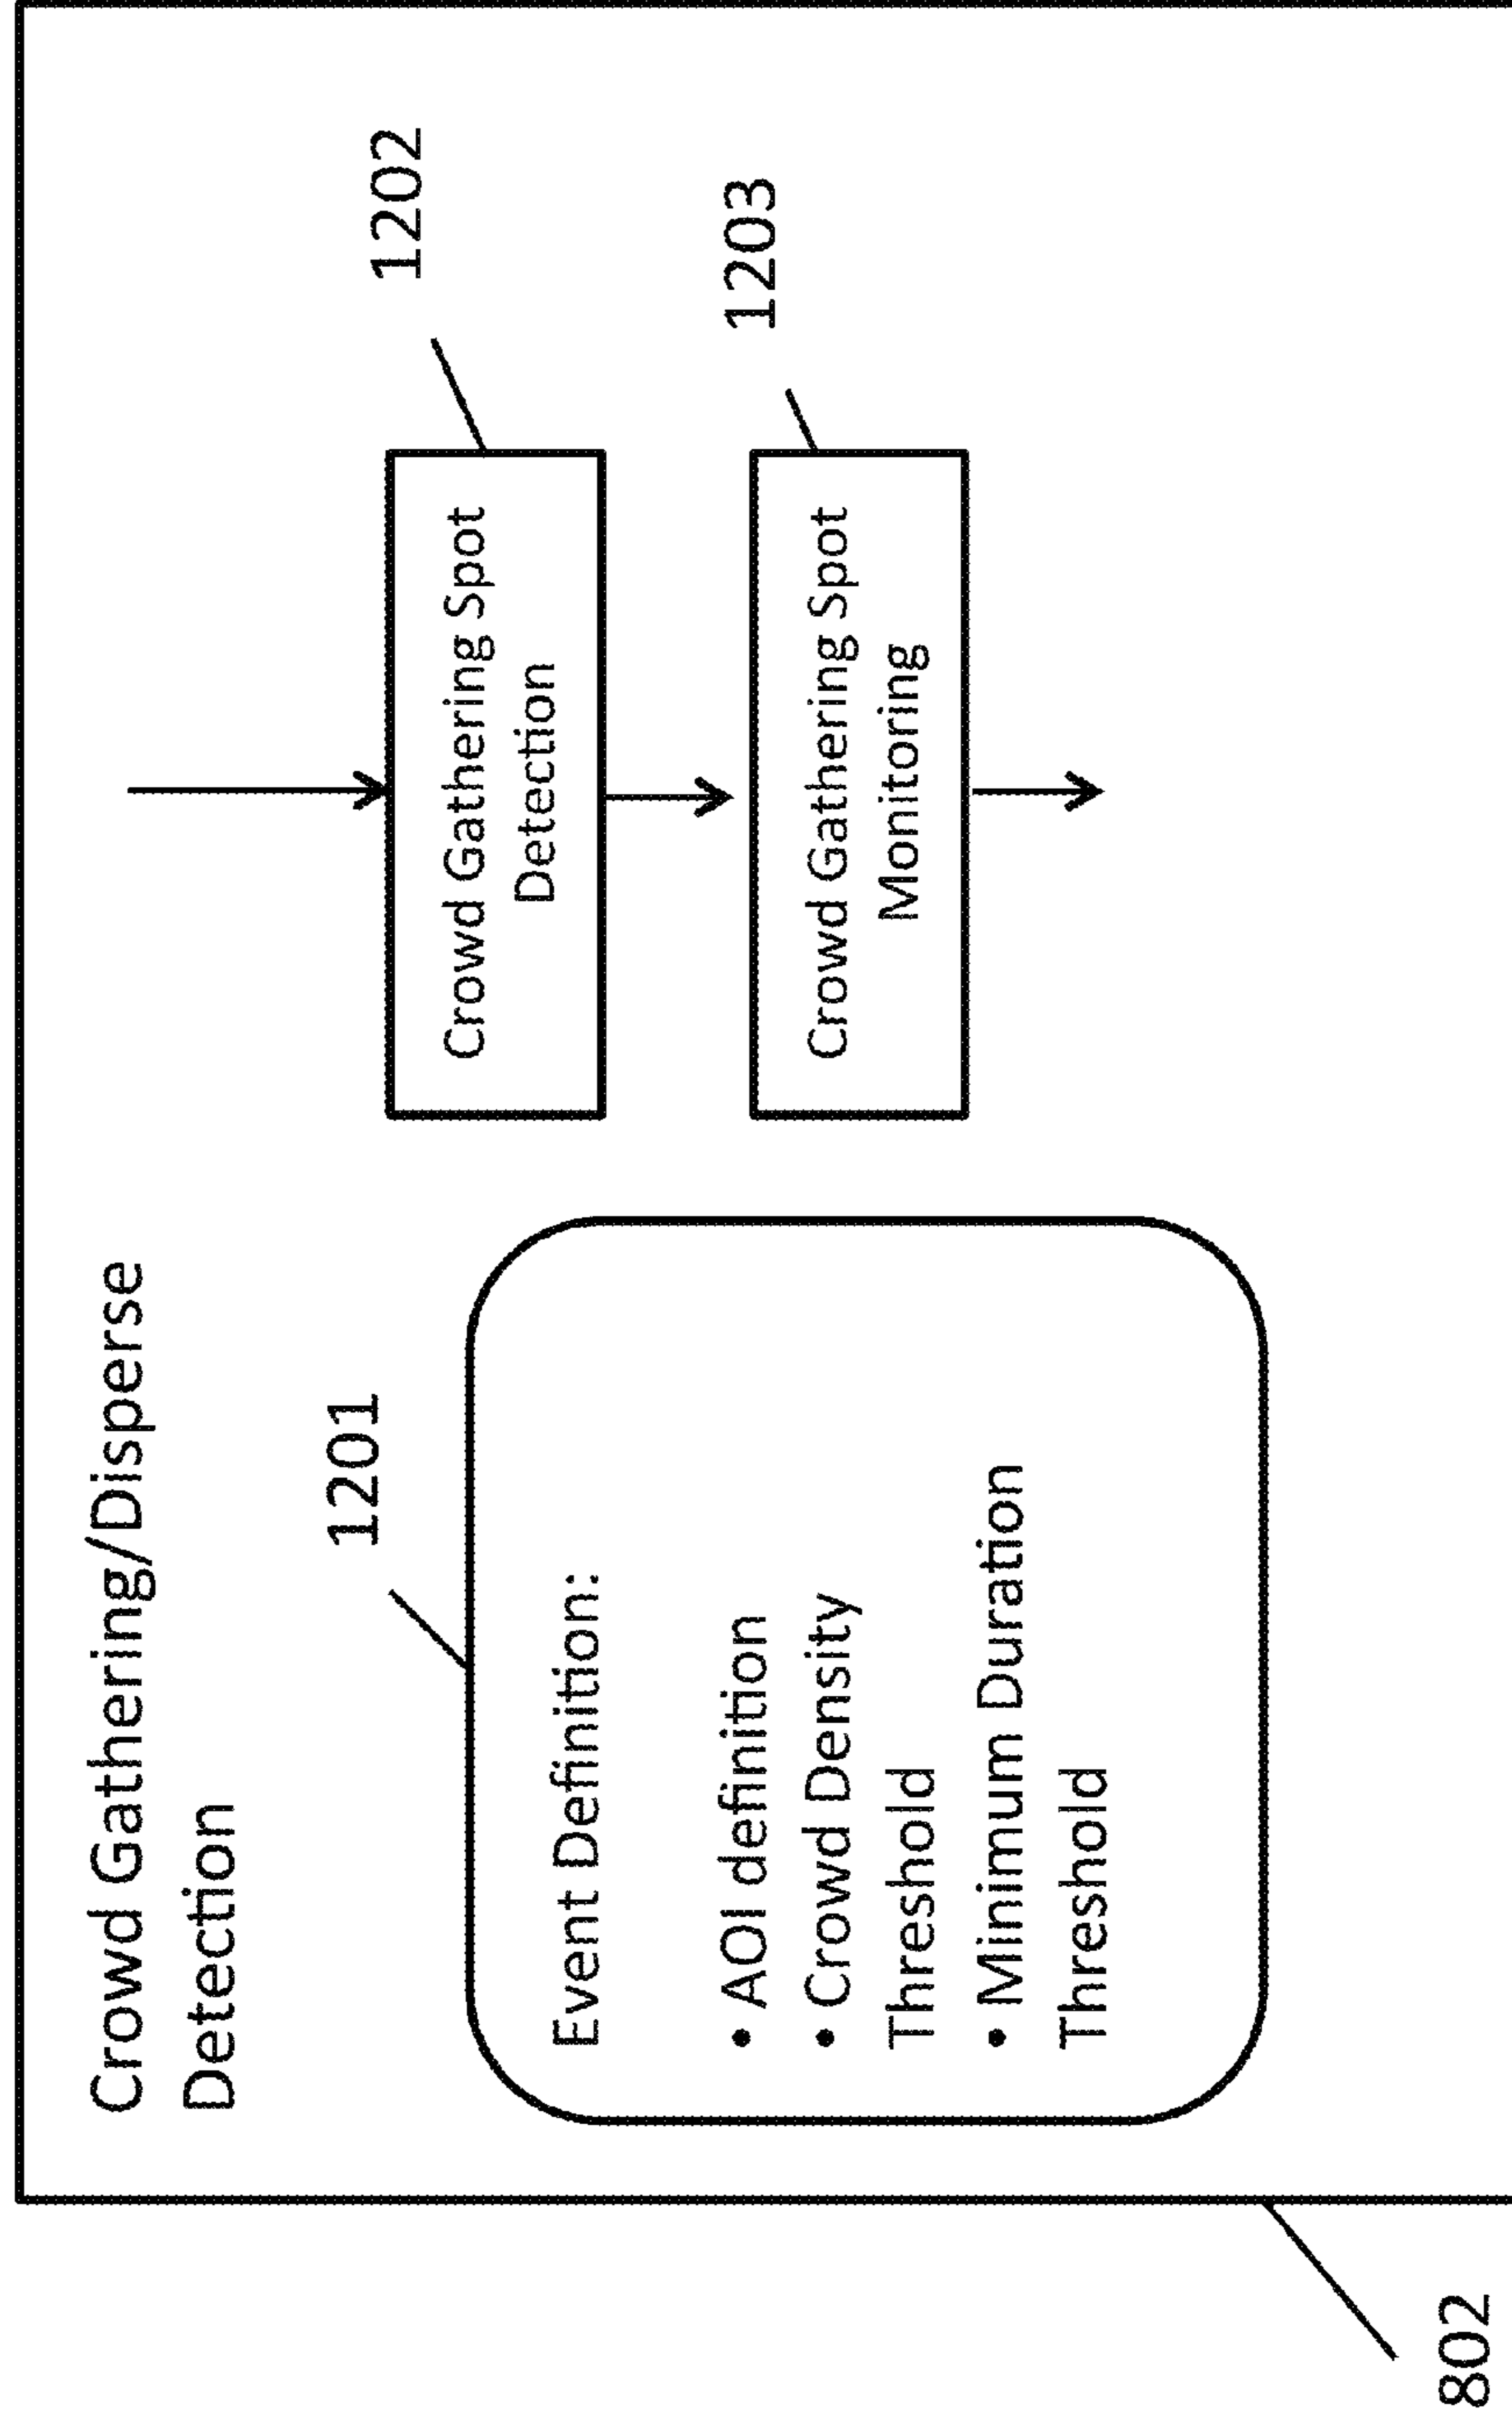 Crowd Gathering/Disperse
Detection
1201
Event Definition:
• AOI definition
• Crowd Density
Threshold
• Minimum Duration
Threshold
1202
Crowd Gathering Spot
Detection
1203
Crowd Gathering Spot
Monitoring
802